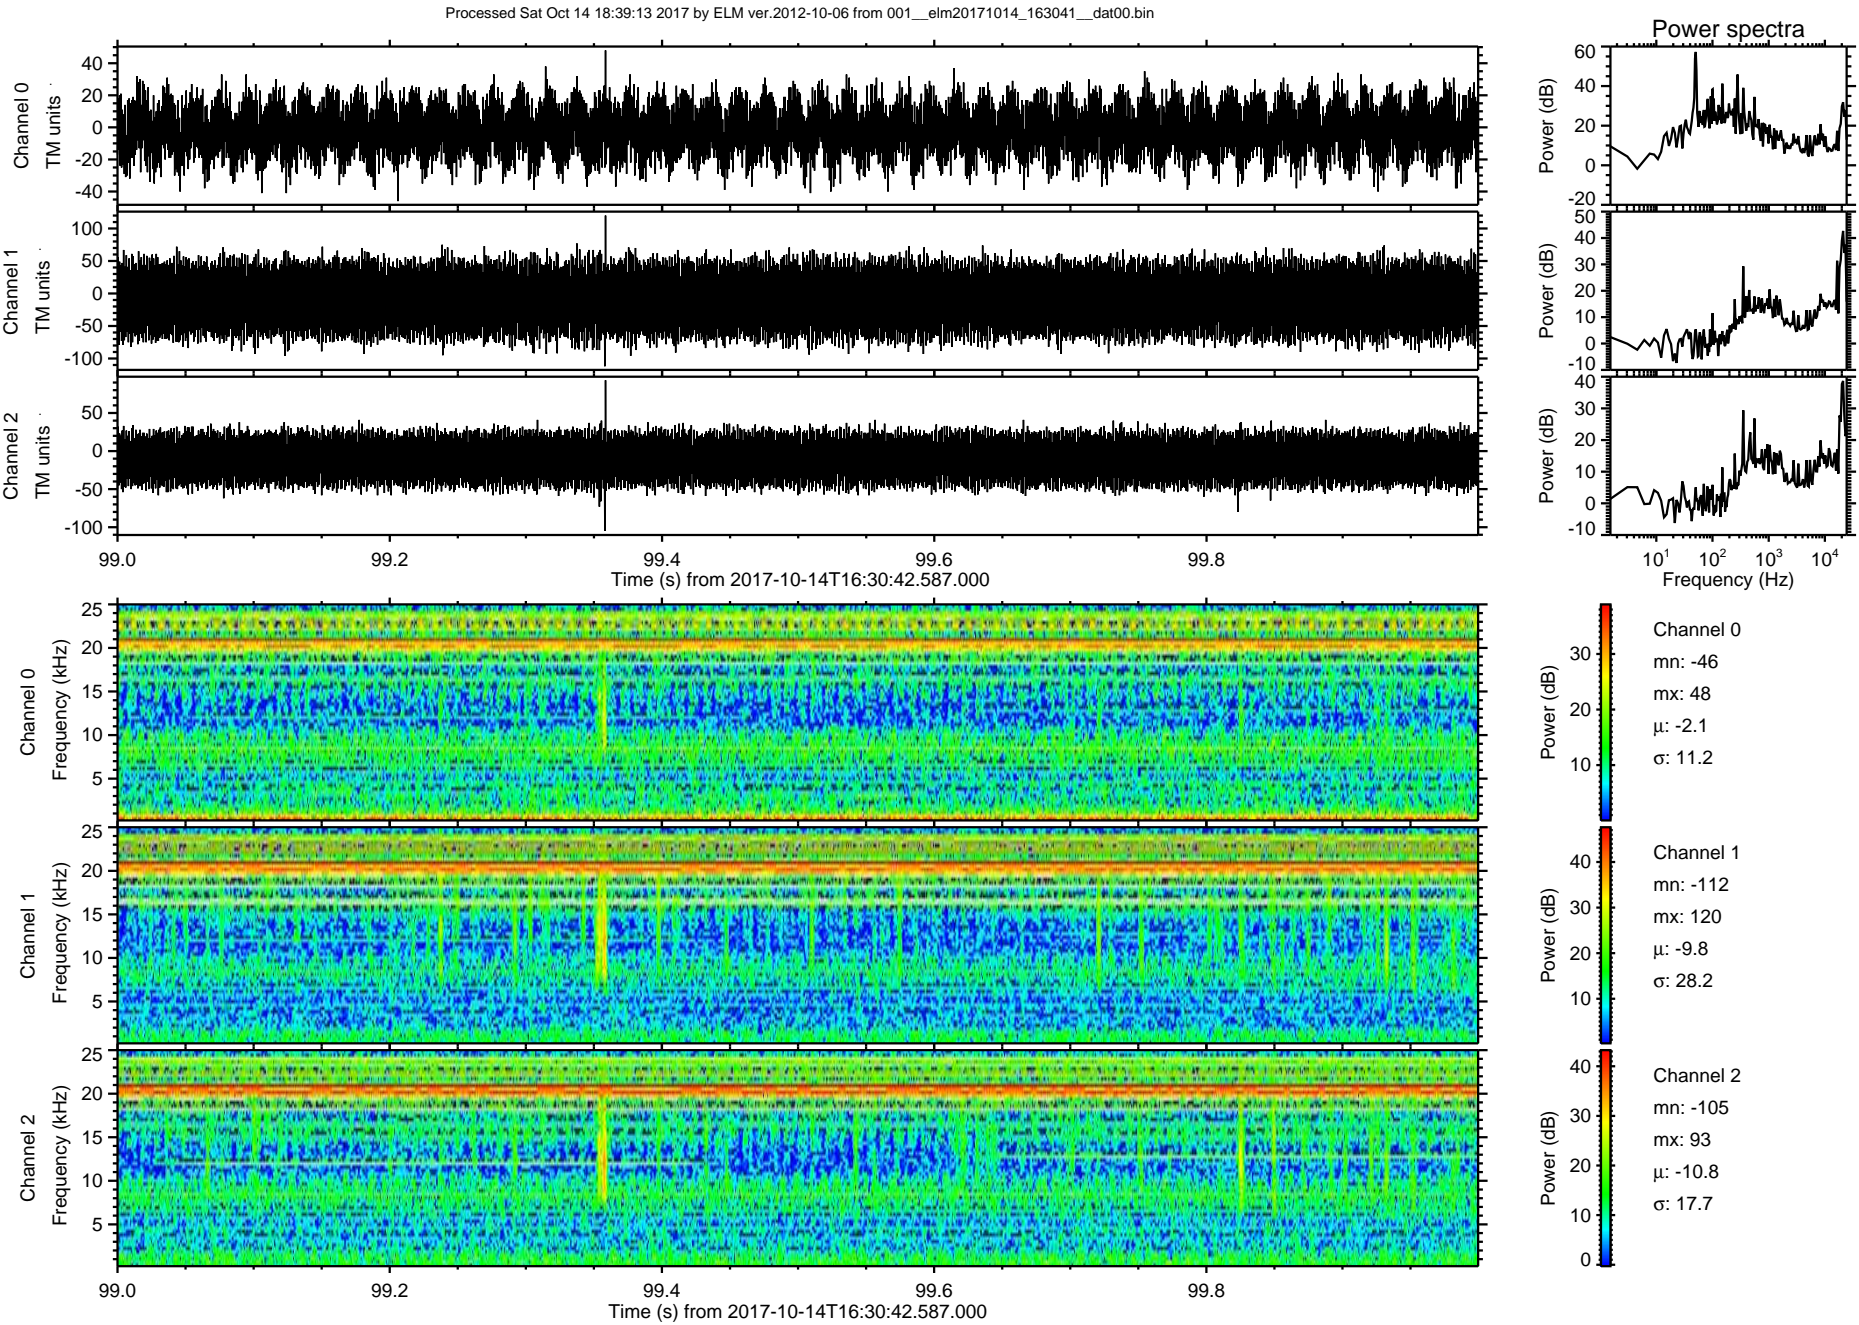 Processed Sat Oct 14 18:39:13 2017 by ELM ver.2012-10-06 from 001__elm20171014_163041__dat00.bin
Power spectra
Channel 0
TM units
40
20
0
-20
-40
Power (dB)
60
40
20
0
-20
Channel 1
TM units
100
50
0
-50
-100
Power (dB)
50
40
30
20
10
0
-10
Channel 2
TM units
50
0
-50
-100
Power (dB)
40
30
20
10
0
-10
99.0 99.2 99.4 99.6 99.8
Time (s) from 2017-10-14T16:30:42.587.000
10^1 10^2 10^3 10^4
Frequency (Hz)
Channel 0
Frequency (kHz)
25
20
15
10
5
Power (dB)
30
20
10
Channel 0
mn: -46
mx: 48
µ: -2.1
σ: 11.2
Channel 1
Frequency (kHz)
25
20
15
10
5
Power (dB)
40
30
20
10
Channel 1
mn: -112
mx: 120
µ: -9.8
σ: 28.2
Channel 2
Frequency (kHz)
25
20
15
10
5
Power (dB)
40
30
20
10
0
Channel 2
mn: -105
mx: 93
µ: -10.8
σ: 17.7
99.0 99.2 99.4 99.6 99.8
Time (s) from 2017-10-14T16:30:42.587.000